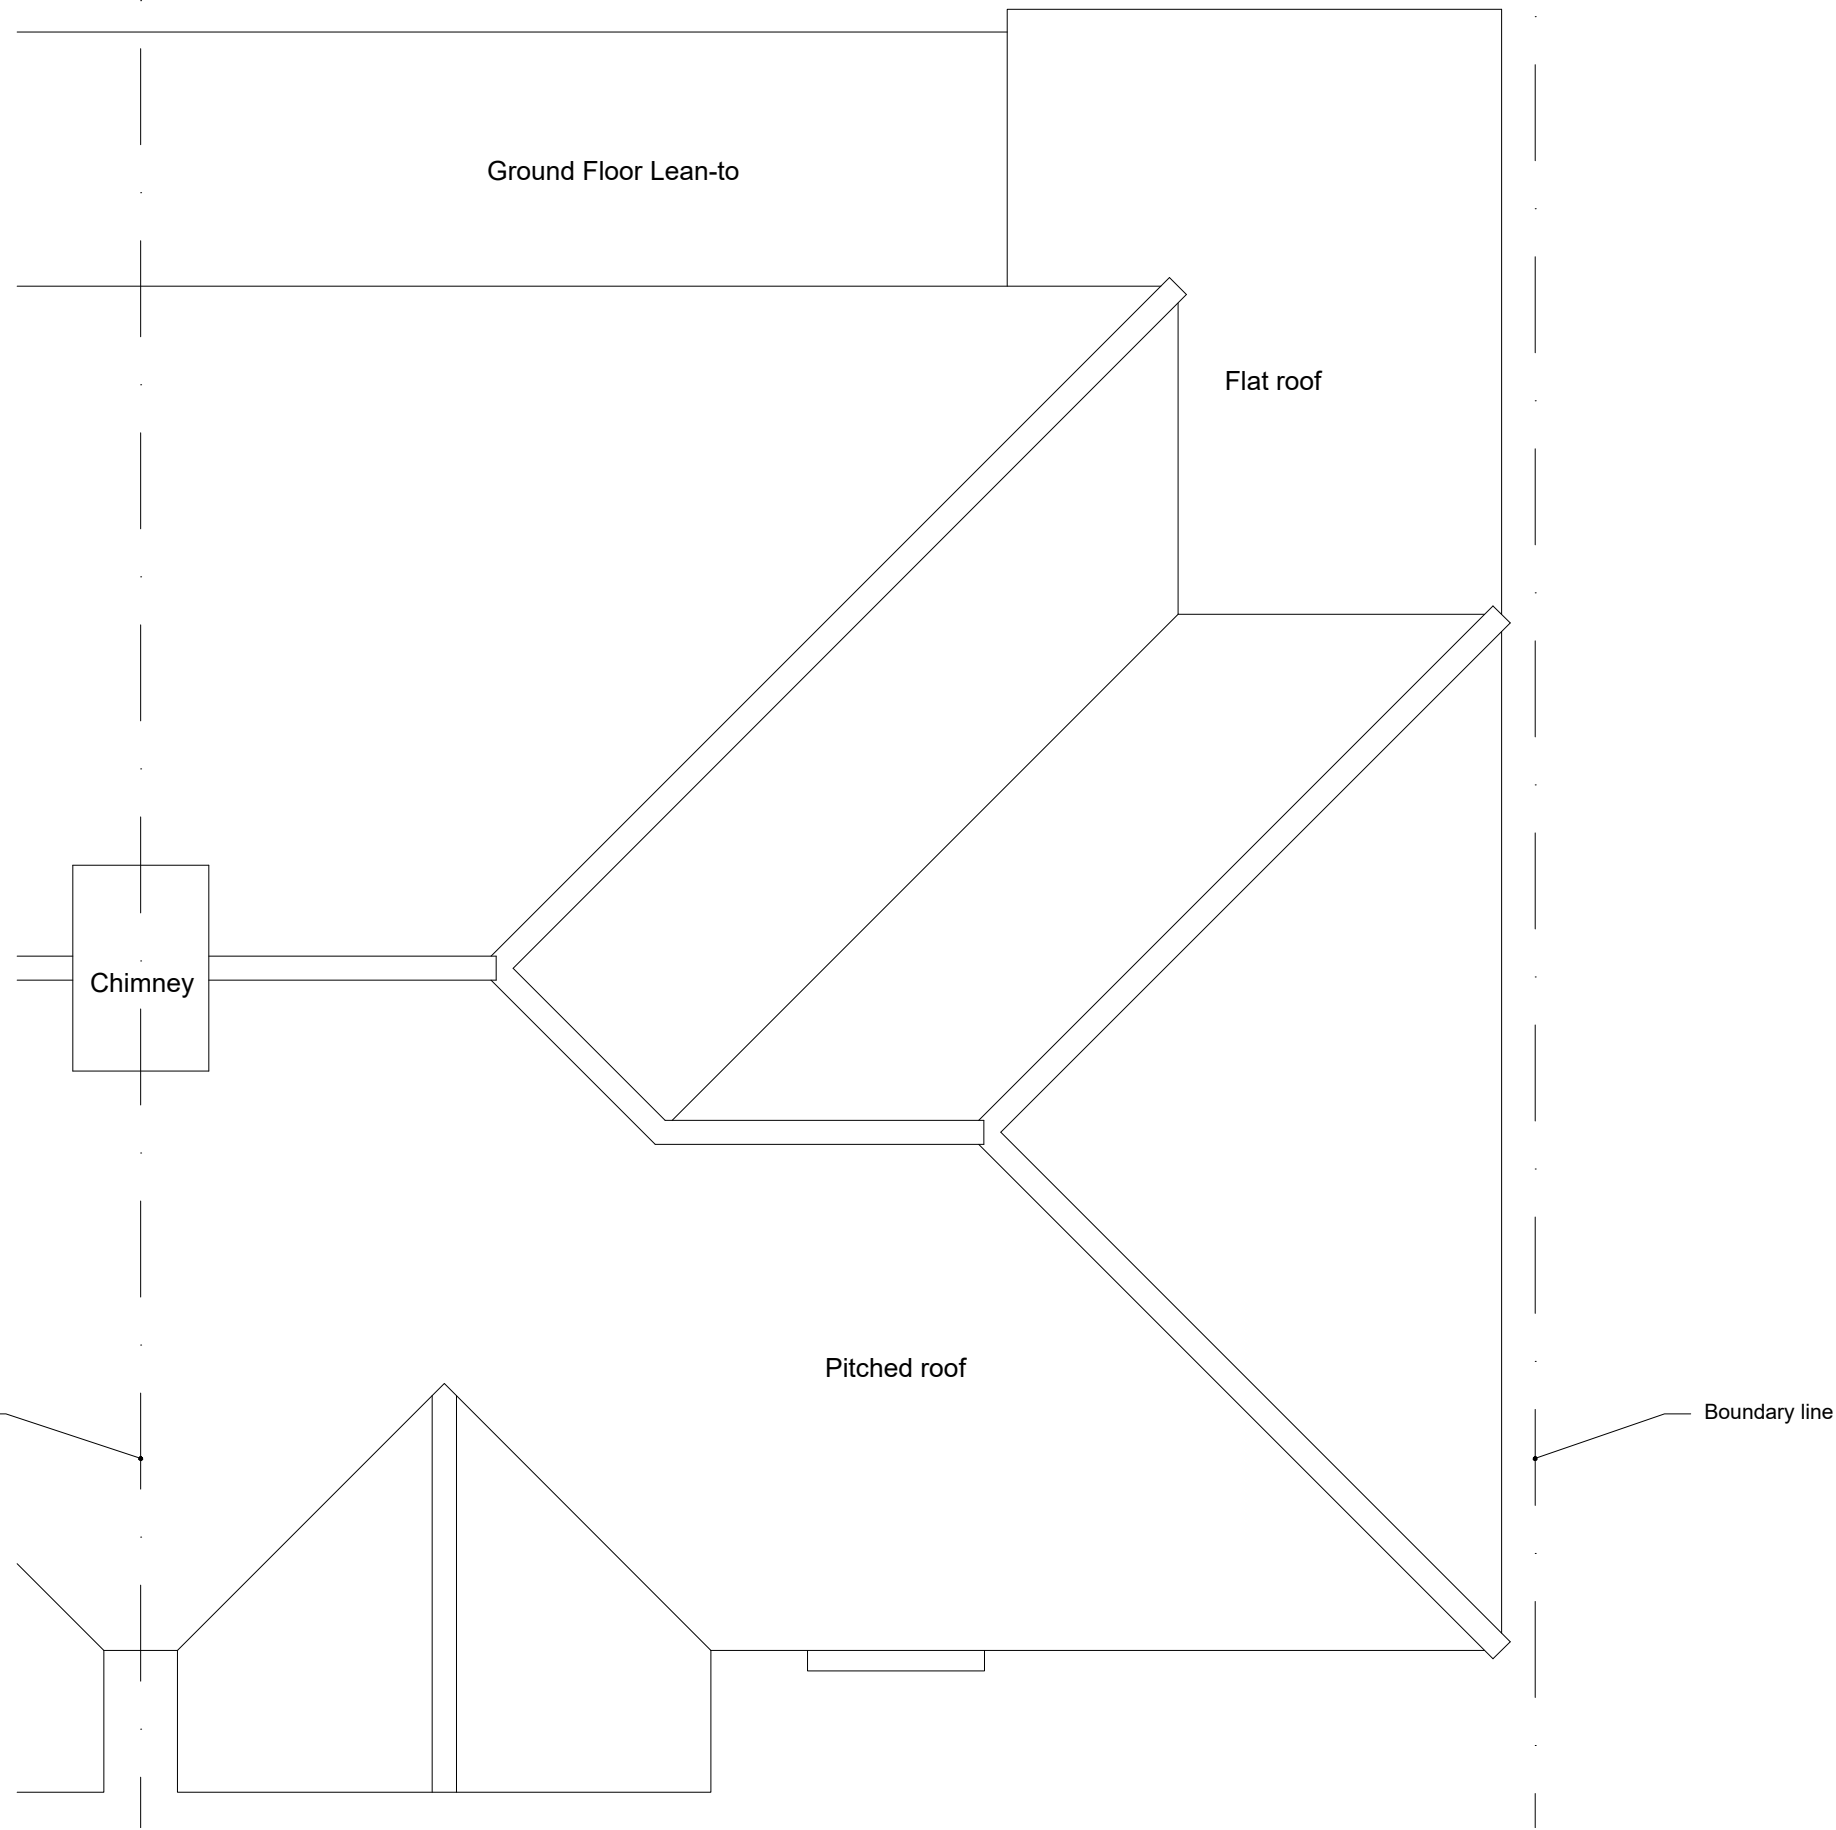 Ground Floor Lean-to
Flat roof
Chimney
Pitched roof
Boundary line